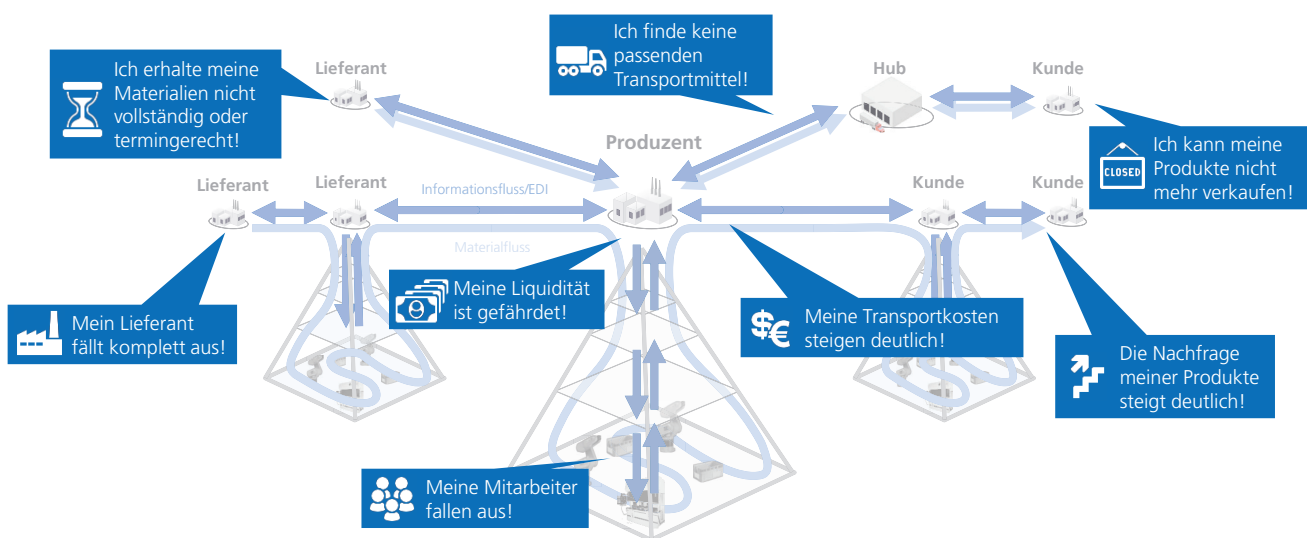 Ich erhalte meine
Materialien nicht
vollständig oder
termingerecht!
Lieferant
Ich finde keine
passenden
Transportmittel!
Hub
Kunde
Produzent
Ich kann meine
Produkte nicht
mehr verkaufen!
CLOSED
Lieferant
Lieferant
Informationsfluss/EDI
Kunde
Kunde
Materialfluss
Meine Liquidität
ist gefährdet!
Mein Lieferant
fällt komplett aus!
$€
Meine Transportkosten
steigen deutlich!
Die Nachfrage
meiner Produkte
steigt deutlich!
Meine Mitarbeiter
fallen aus!